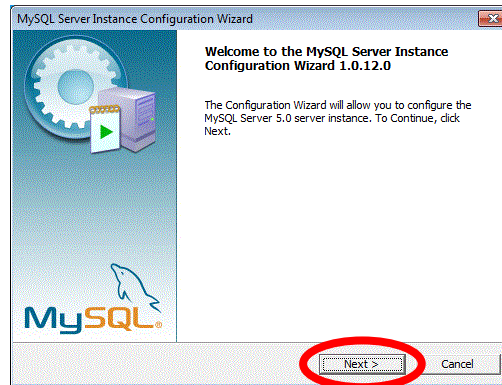 MySQL Server Instance Configuration Wizard
Welcome to the MySQL Server Instance
Configuration Wizard 1.0.12.0
The Configuration Wizard will allow you to configure the
MySQL Server 5.0 server instance. To Continue, click
Next.
MySQL®
Next >
Cancel